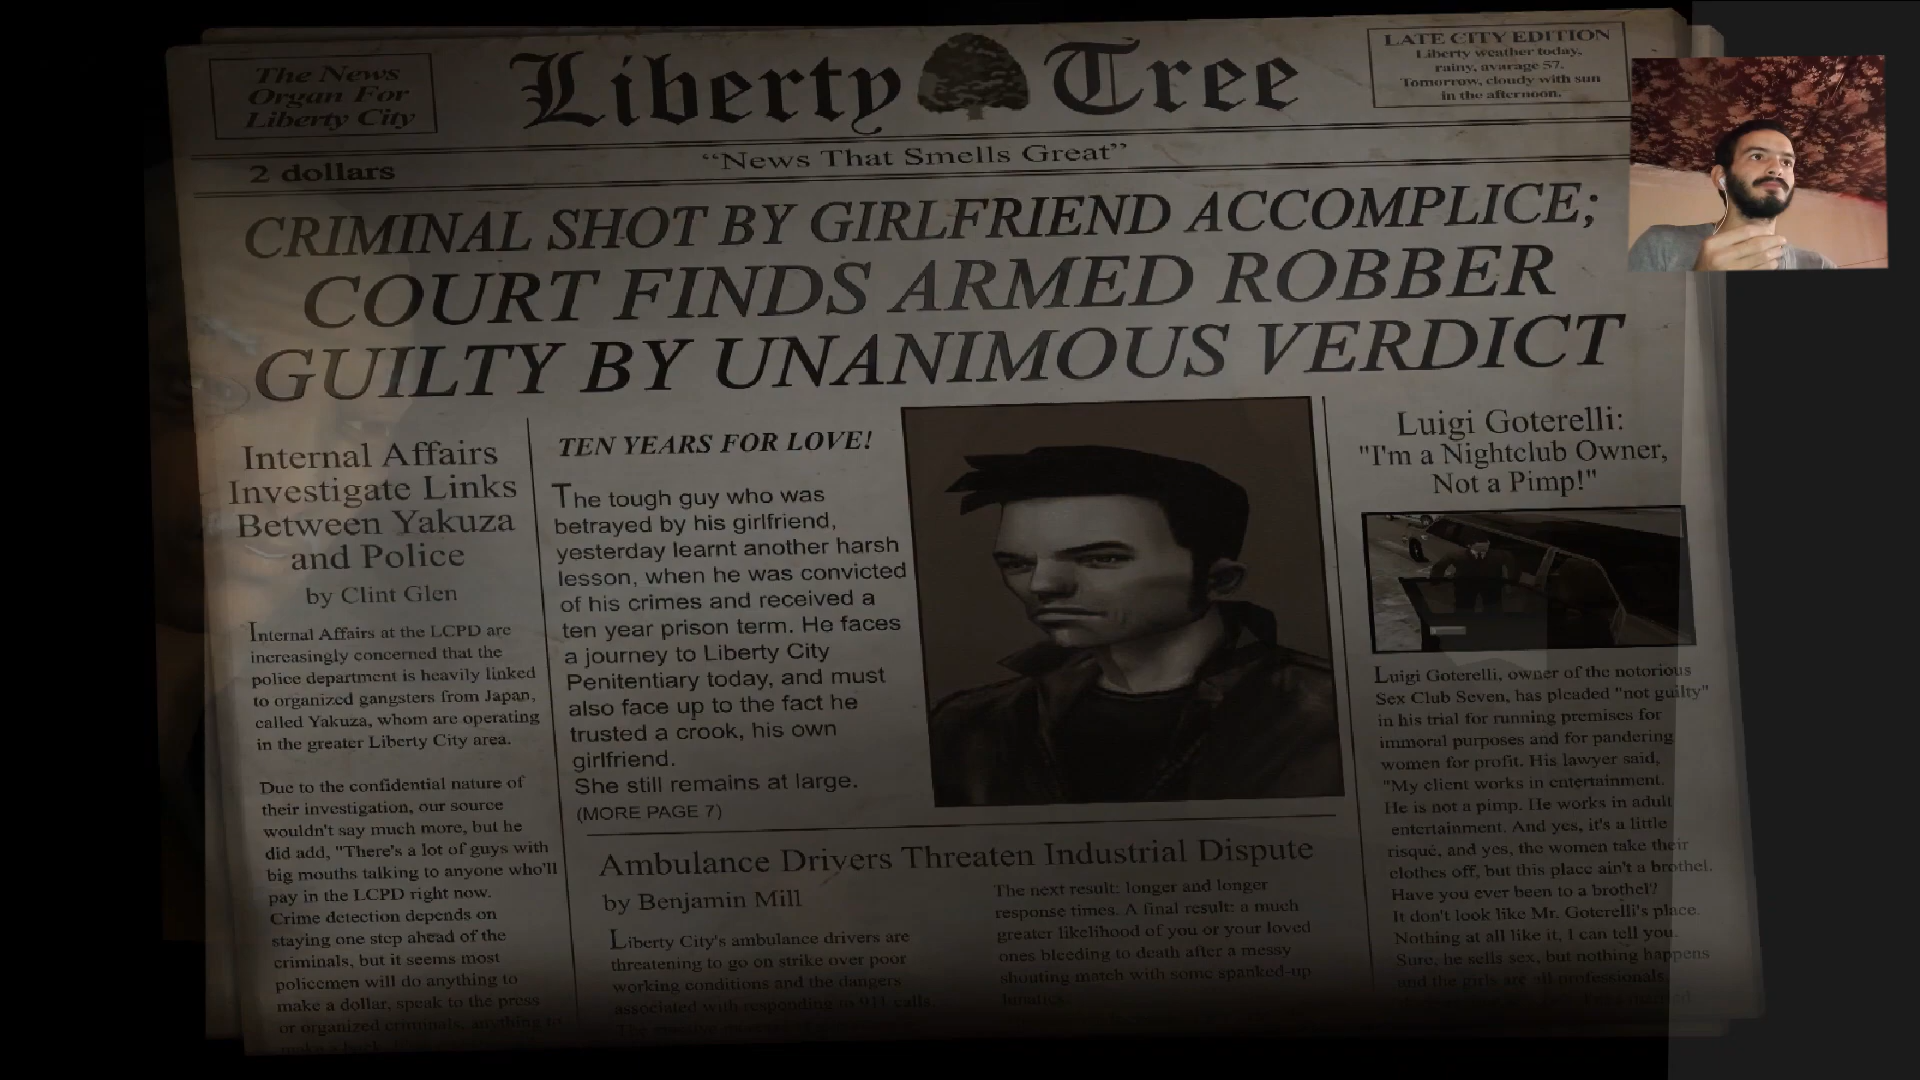 The News
Organ For
Liberty City
Liberty Tree
LATE CITY EDITION
Liberty weather today,
rainy, avarage 57.
Tomorrow, cloudy with sun
in the afternoon.
2 dollars
“News That Smells Great”
CRIMINAL SHOT BY GIRLFRIEND ACCOMPLICE;
COURT FINDS ARMED ROBBER
GUILTY BY UNANIMOUS VERDICT
Internal Affairs
Investigate Links
Between Yakuza
and Police
by Clint Glen
Internal Affairs at the LCPD are
increasingly concerned that the
police department is heavily linked
to organized gangsters from Japan,
called Yakuza, whom are operating
in the greater Liberty City area.
Due to the confidential nature of
their investigation, our source
wouldn't say much more, but he
did add, "There's a lot of guys with
big mouths talking to anyone who'll
pay in the LCPD right now.
Crime detection depends on
staying one step ahead of the
criminals, but it seems most
policemen will do anything to
make a dollar, speak to the press
or organized criminals, anything to
make a buck.
TEN YEARS FOR LOVE!
The tough guy who was
betrayed by his girlfriend,
yesterday learnt another harsh
lesson, when he was convicted
of his crimes and received a
ten year prison term. He faces
a journey to Liberty City
Penitentiary today, and must
also face up to the fact he
trusted a crook, his own
girlfriend.
She still remains at large.
(MORE PAGE 7)
Ambulance Drivers Threaten Industrial Dispute
by Benjamin Mill
Liberty City's ambulance drivers are
threatening to go on strike over poor
working conditions and the dangers
associated with responding to 911 calls.
The next result: longer and longer
response times. A final result: a much
greater likelihood of you or your loved
ones bleeding to death after a messy
shouting match with some spanked-up
lunatics.
Luigi Goterelli:
"I'm a Nightclub Owner,
Not a Pimp!"
Luigi Goterelli, owner of the notorious
Sex Club Seven, has pleaded "not guilty"
in his trial for running premises for
immoral purposes and for pandering
women for profit. His lawyer said,
"My client works in entertainment.
He is not a pimp. He works in adult
entertainment. And yes, it's a little
risqué, and yes, the women take their
clothes off, but this place ain't a brothel.
Have you ever been to a brothel?
It don't look like Mr. Goterelli's place.
Nothing at all like it, I can tell you.
Sure, he sells sex, but nothing happens
and the girls are all professionals.